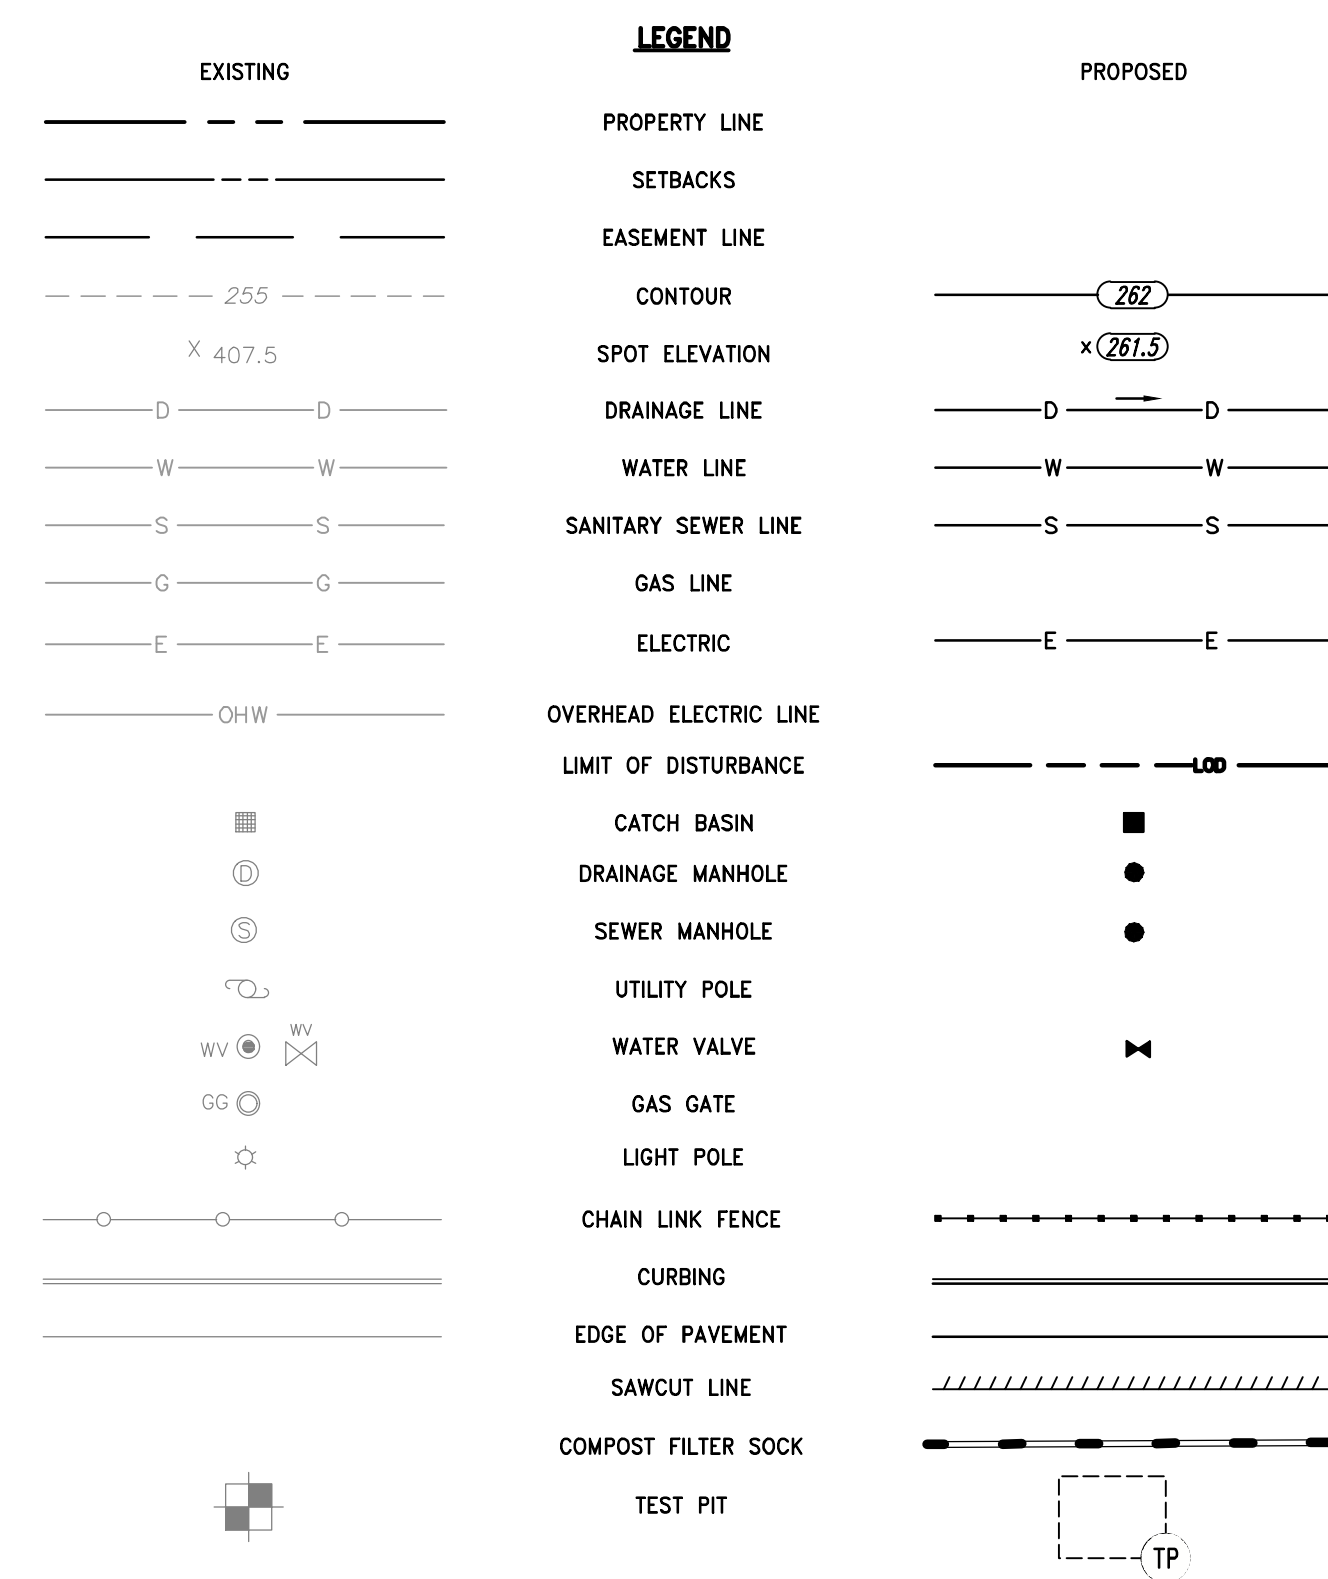 LEGEND
EXISTING PROPOSED
PROPERTY LINE
SETBACKS
EASEMENT LINE
255 CONTOUR 262
X 407.5 SPOT ELEVATION x 261.5
D D DRAINAGE LINE D D
W W WATER LINE W W
S S SANITARY SEWER LINE S S
G G GAS LINE
E E ELECTRIC E E
OHW OVERHEAD ELECTRIC LINE
LIMIT OF DISTURBANCE LOD
CATCH BASIN
D DRAINAGE MANHOLE
S SEWER MANHOLE
UTILITY POLE
WV WV WATER VALVE
GG GAS GATE
LIGHT POLE
CHAIN LINK FENCE
CURBING
EDGE OF PAVEMENT
SAWCUT LINE
COMPOST FILTER SOCK
TEST PIT
TP